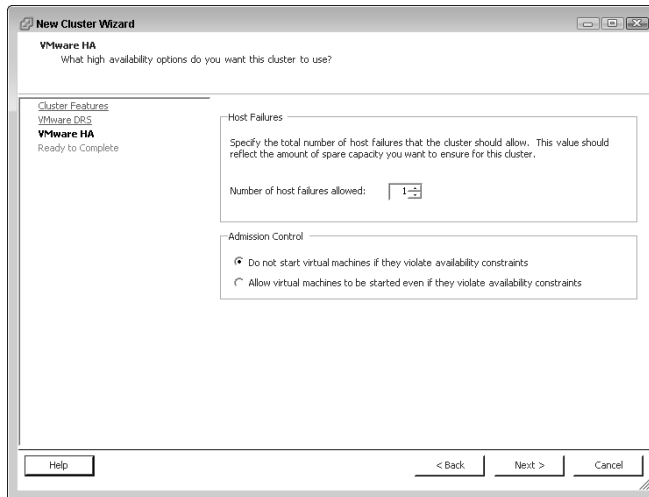 New Cluster Wizard
VMware HA
What high availability options do you want this cluster to use?
Cluster Features
VMware DRS
VMware HA
Ready to Complete
Host Failures
Specify the total number of host failures that the cluster should allow. This value should
reflect the amount of spare capacity you want to ensure for this cluster.
Number of host failures allowed: 1
Admission Control
Do not start virtual machines if they violate availability constraints
Allow virtual machines to be started even if they violate availability constraints
Help < Back Next > Cancel